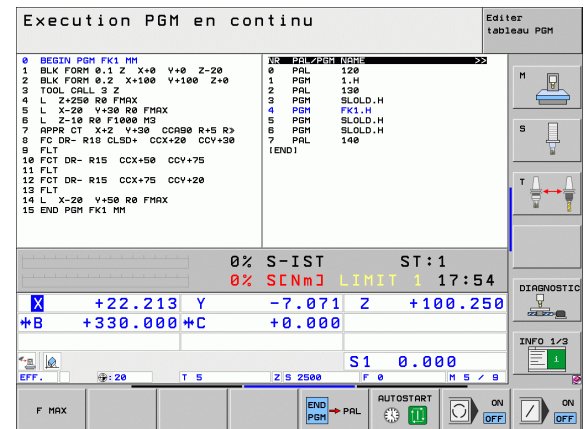 Execution PGM en continu
Editer
tableau PGM
0 BEGIN PGM FK1 MM
1 BLK FORM 0.1 Z X+0 Y+0 Z-20
2 BLK FORM 0.2 X+100 Y+100 Z+0
3 TOOL CALL 3 Z
4 L Z+250 R0 FMAX
5 L X-20 Y+30 R0 FMAX
6 L Z-10 R0 F1000 M3
7 APPR CT X+2 Y+30 CCA90 R+5 R»
8 FC DR- R18 CLSD+ CCX+20 CCY+30
9 FLT
10 FCT DR- R15 CCX+50 CCY+75
11 FLT
12 FCT DR- R15 CCX+75 CCY+20
13 FLT
14 L X-20 Y+50 R0 FMAX
15 END PGM FK1 MM
NR PAL/PGM NAME >>
0 PAL 120
1 PGM 1.H
2 PAL 130
3 PGM SLOLD.H
4 PGM FK1.H
5 PGM SLOLD.H
6 PGM SLOLD.H
7 PAL 140
[END]
M
S
T
0% S-IST ST:1
0% S[Nm] LIMIT 1 17:54
X +22.213 Y -7.071 Z +100.250
B +330.000 C +0.000
S1 0.000
EFF. :20 T 5 Z S 2500 F 0 M 5 / 9
DIAGNOSTIC
INFO 1/3
F MAX
END
PGM
PAL
AUTOSTART
ON
OFF
ON
OFF